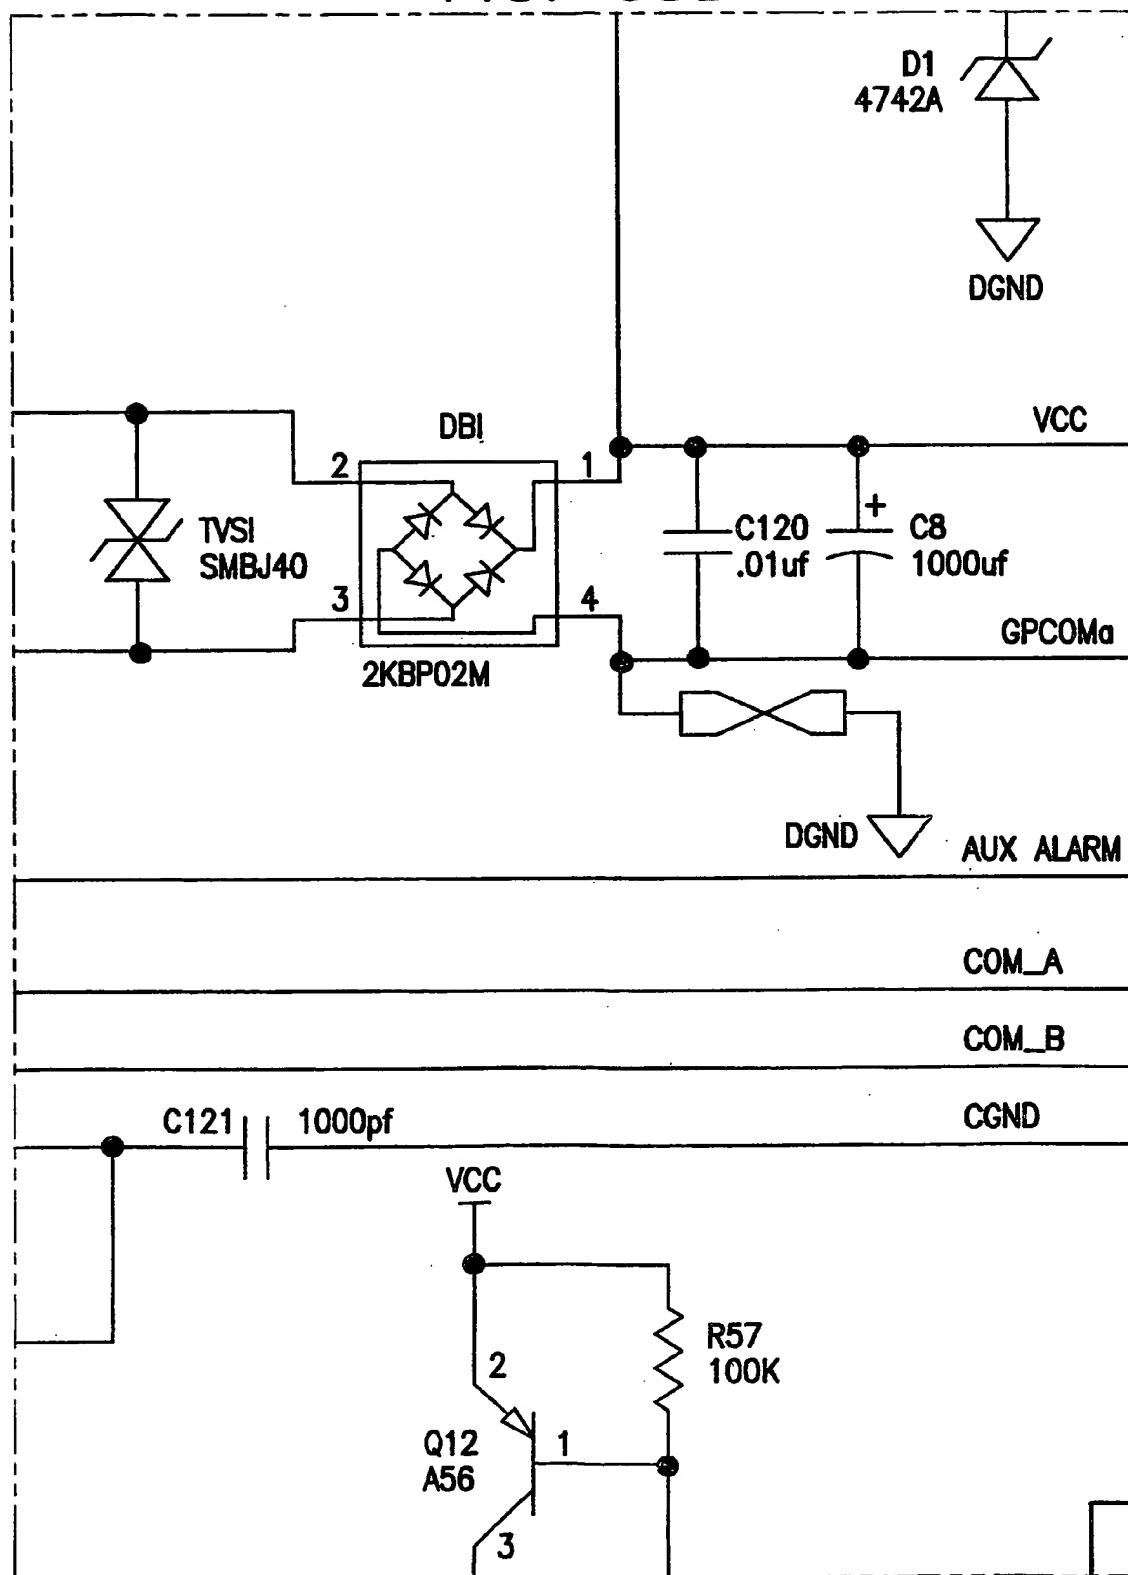 D1
4742A
DGND
VCC
DBI
2
1
TVSI
SMBJ40
C120
.01uf
+
C8
1000uf
3
4
GPCOMa
2KBP02M
DGND
AUX ALARM
COM_A
COM_B
C121
1000pf
CGND
VCC
R57
100K
2
Q12
A56
1
3